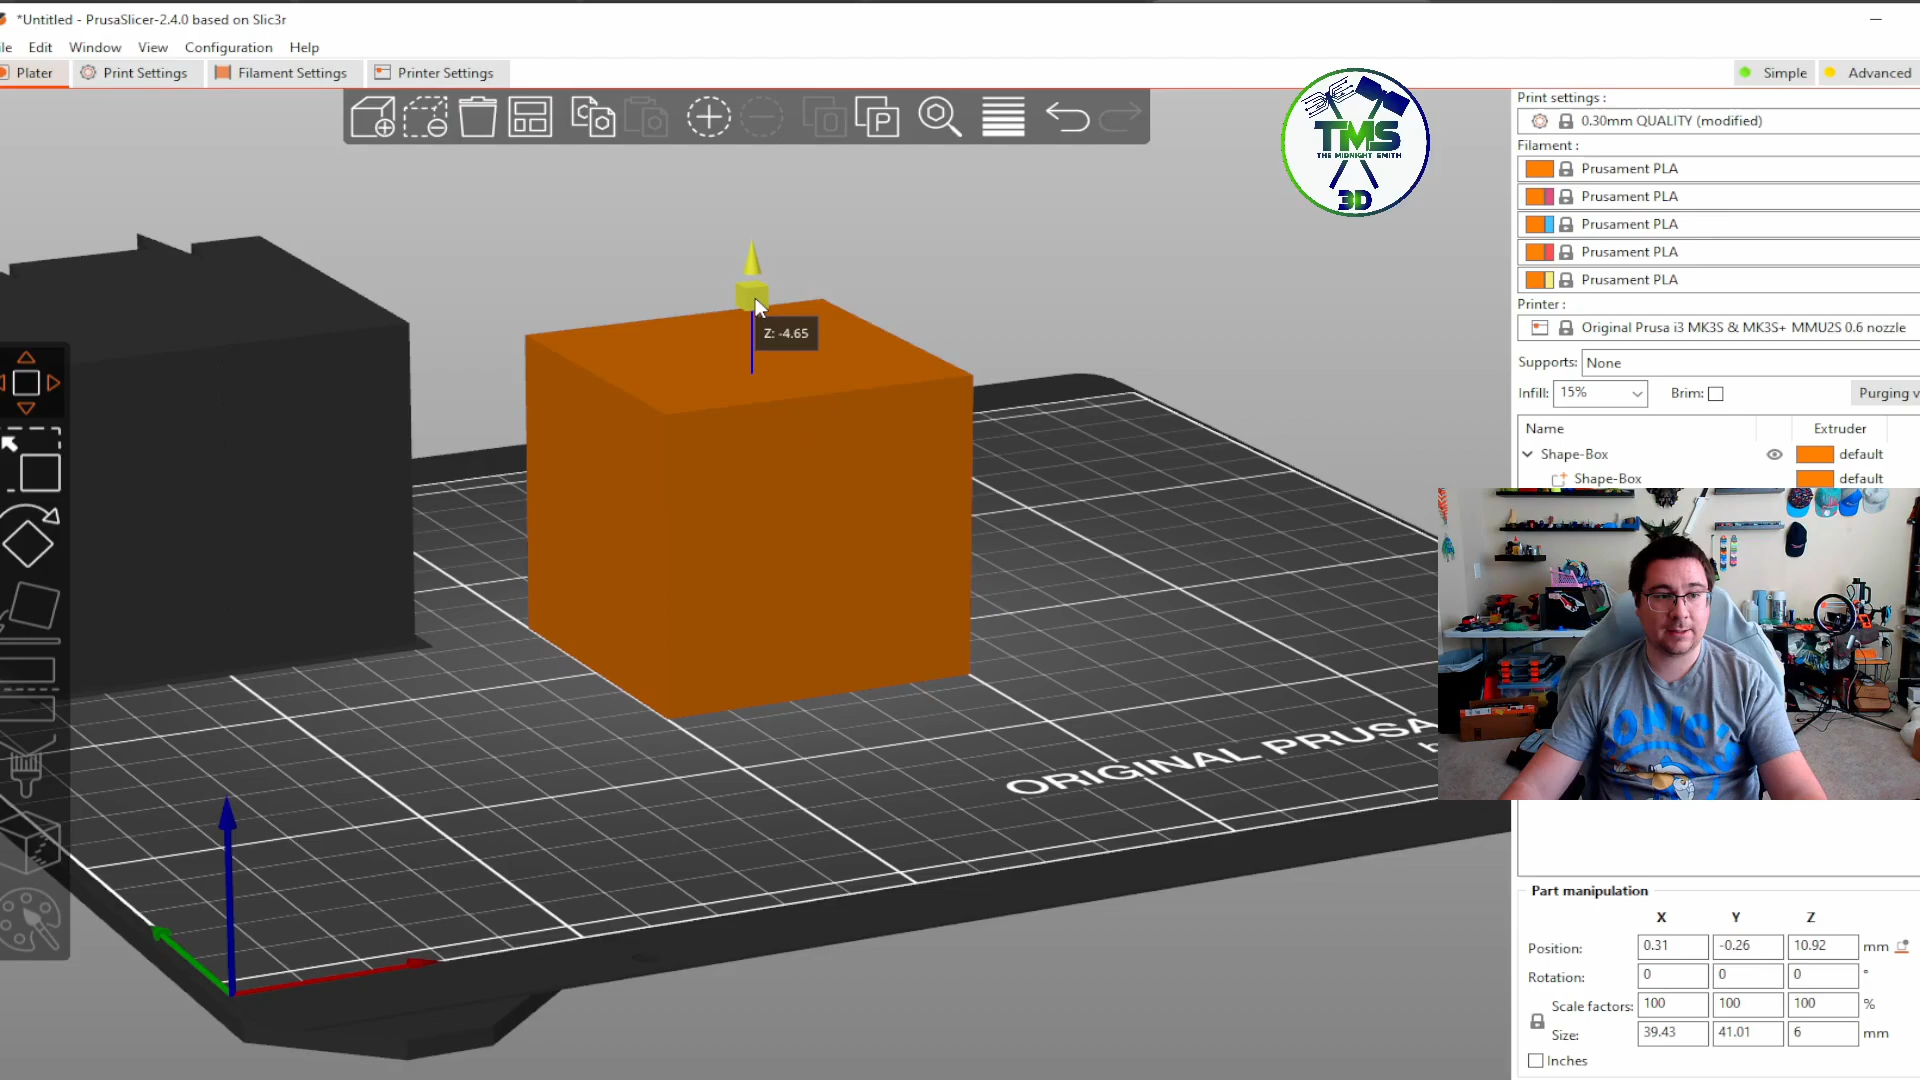 *Untitled - PrusaSlicer-2.4.0 based on Slic3r
ile Edit Window View Configuration Help
Plater Print Settings Filament Settings Printer Settings Simple Advanced
TMS
THE MIDNIGHT SMITH
3D
P
Print settings :
0.30mm QUALITY (modified)
Filament :
Prusament PLA
Prusament PLA
Prusament PLA
Prusament PLA
Prusament PLA
Printer :
Original Prusa i3 MK3S & MK3S+ MMU2S 0.6 nozzle
Supports: None
Infill: 15% Brim: Purging v
Name Extruder
Shape-Box default
Shape-Box default
Z: -4.65
ORIGINAL PRUSA
Part manipulation
X Y Z
Position: 0.31 -0.26 10.92 mm
Rotation: 0 0 0 °
Scale factors: 100 100 100 %
Size: 39.43 41.01 6 mm
Inches